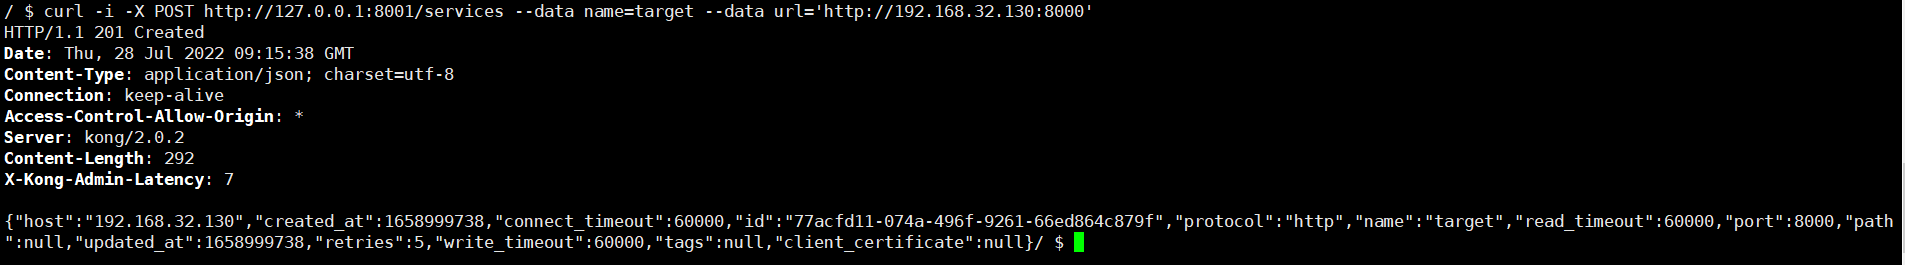 / $ curl -i -X POST http://127.0.0.1:8001/services --data name=target --data url='http://192.168.32.130:8000'
HTTP/1.1 201 Created
Date: Thu, 28 Jul 2022 09:15:38 GMT
Content-Type: application/json; charset=utf-8
Connection: keep-alive
Access-Control-Allow-Origin: *
Server: kong/2.0.2
Content-Length: 292
X-Kong-Admin-Latency: 7

{"host":"192.168.32.130","created_at":1658999738,"connect_timeout":60000,"id":"77acfd11-074a-496f-9261-66ed864c879f","protocol":"http","name":"target","read_timeout":60000,"port":8000,"path
":null,"updated_at":1658999738,"retries":5,"write_timeout":60000,"tags":null,"client_certificate":null}/ $